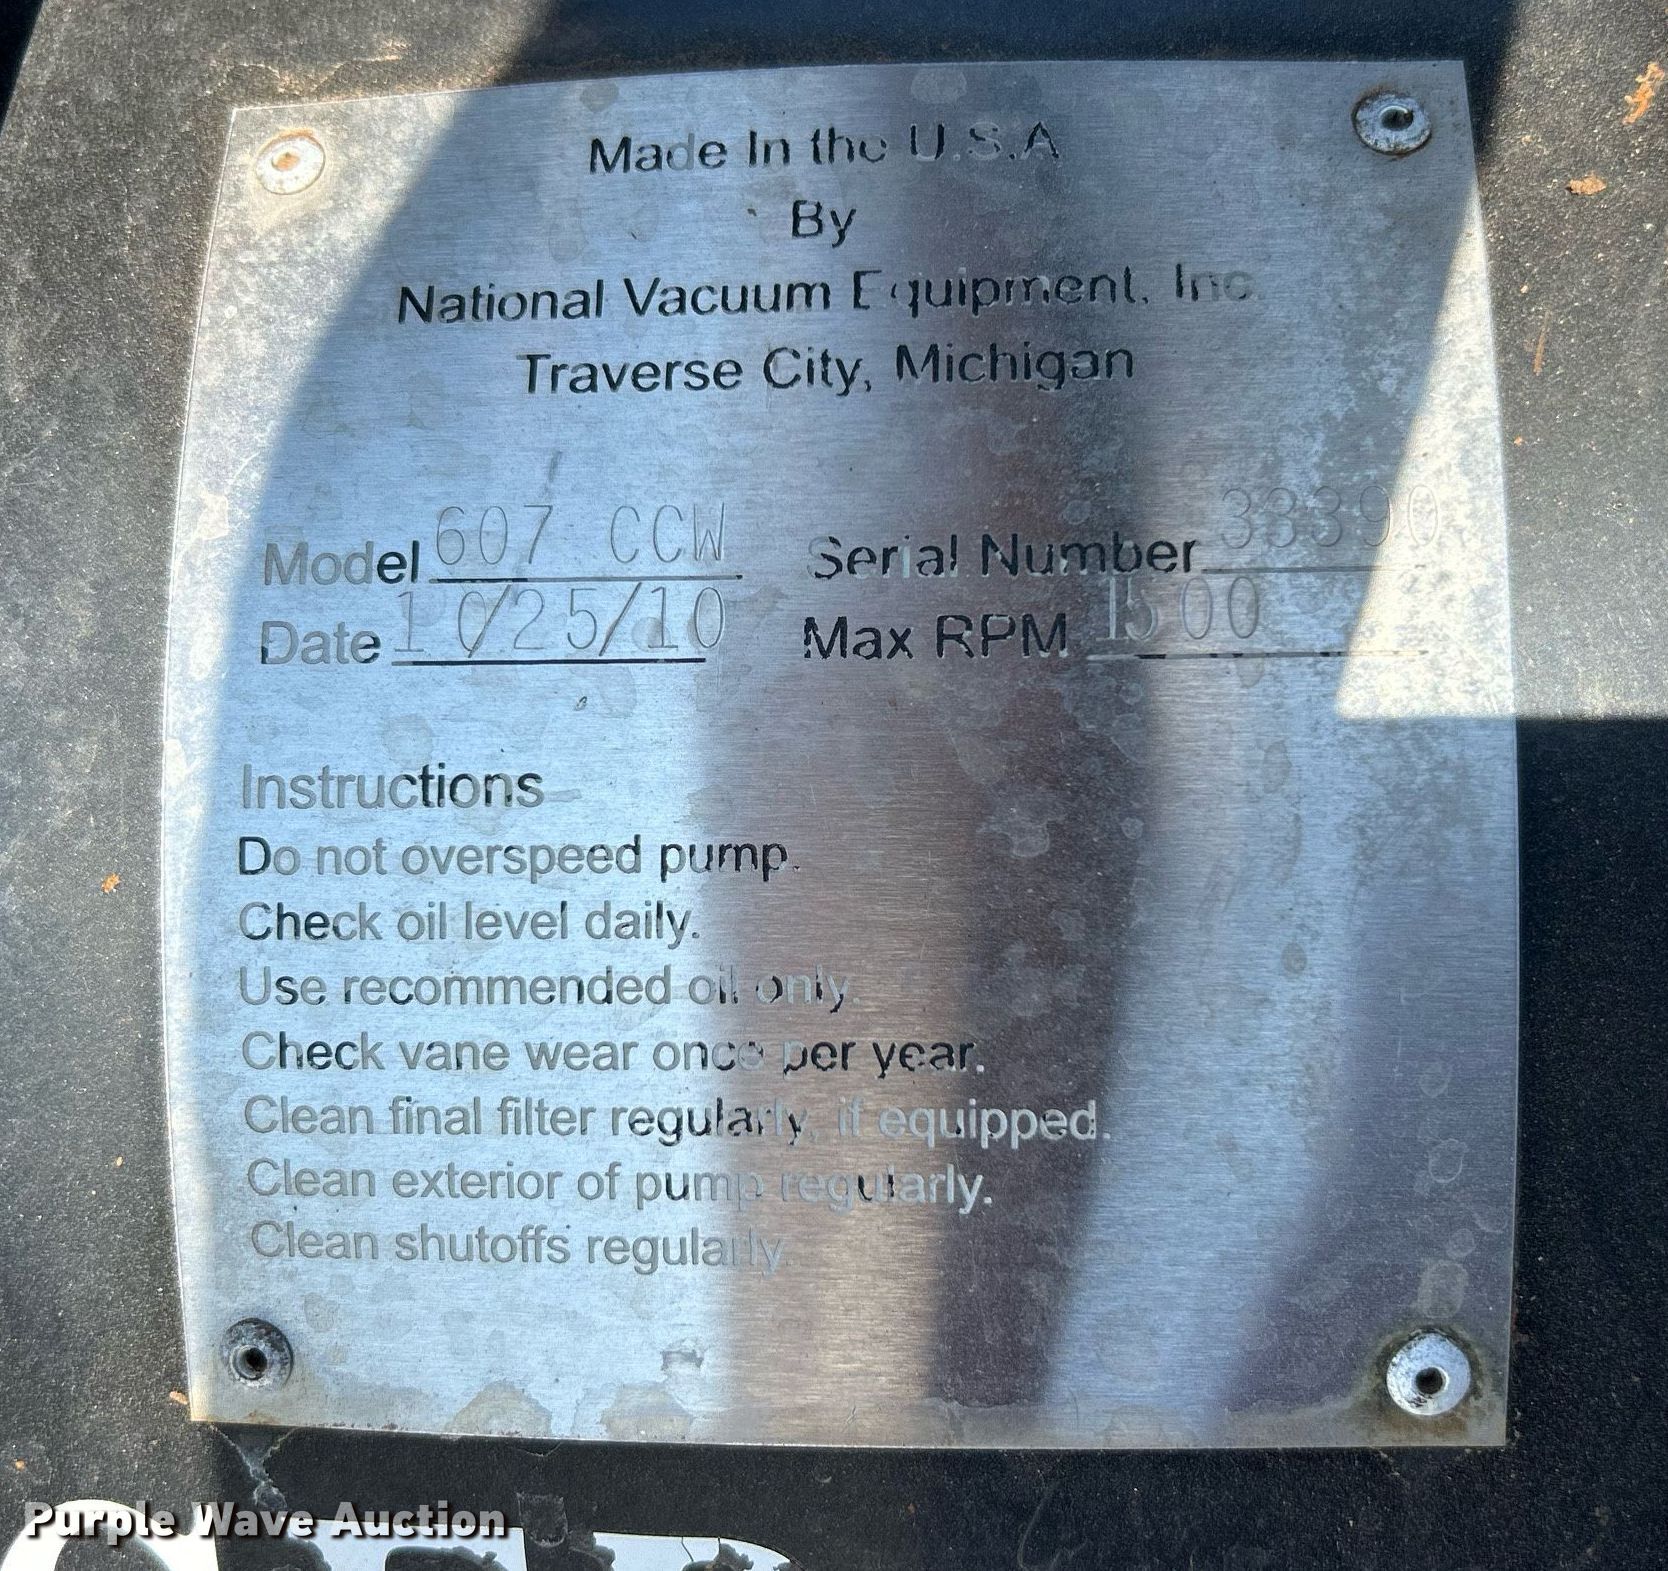 Made In the U.S.A
By
National Vacuum Equipment, Inc.
Traverse City, Michigan
Model 607 CCW Serial Number 33390
Date 10/25/10 Max RPM 1500
Instructions
Do not overspeed pump.
Check oil level daily.
Use recommended oil only.
Check vane wear once per year.
Clean final filter regularly, if equipped.
Clean exterior of pump regularly.
Clean shutoffs regularly.
Purple Wave Auction